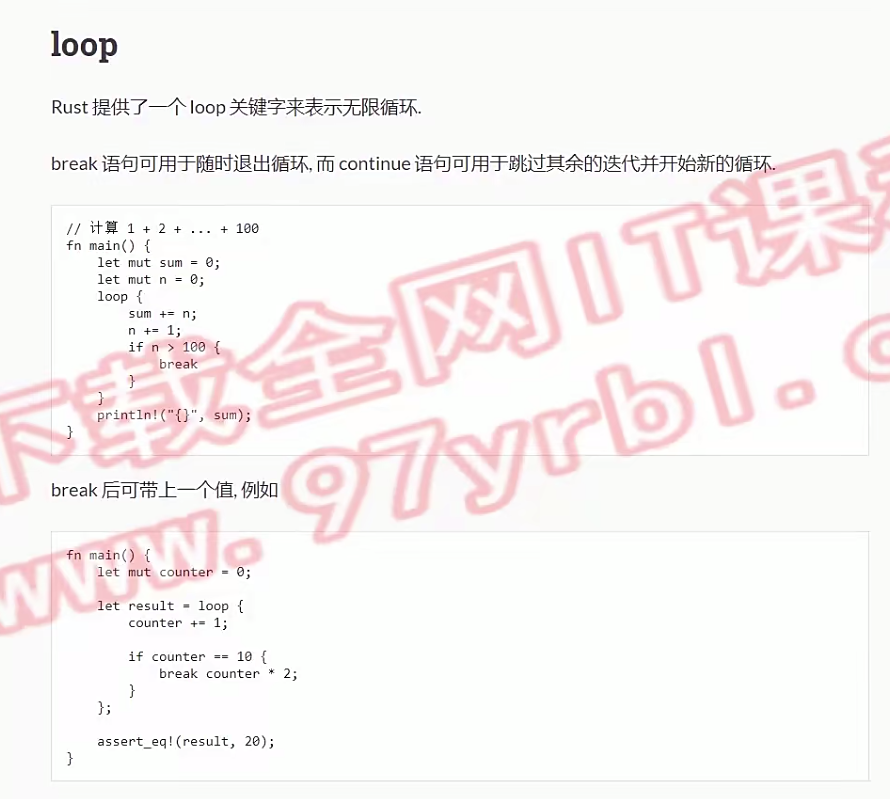 loop
Rust 提供了一个 loop 关键字来表示无限循环.
break 语句可用于随时退出循环, 而 continue 语句可用于跳过其余的迭代并开始新的循环.
// 计算 1 + 2 + ... + 100
fn main() {
    let mut sum = 0;
    let mut n = 0;
    loop {
        sum += n;
        n += 1;
        if n > 100 {
            break
        }
    }
    println!("{}", sum);
}
break 后可带上一个值, 例如
fn main() {
    let mut counter = 0;
    let result = loop {
        counter += 1;
        if counter == 10 {
            break counter * 2;
        }
    };
    assert_eq!(result, 20);
}
下载全网IT课
www.97yrbl.